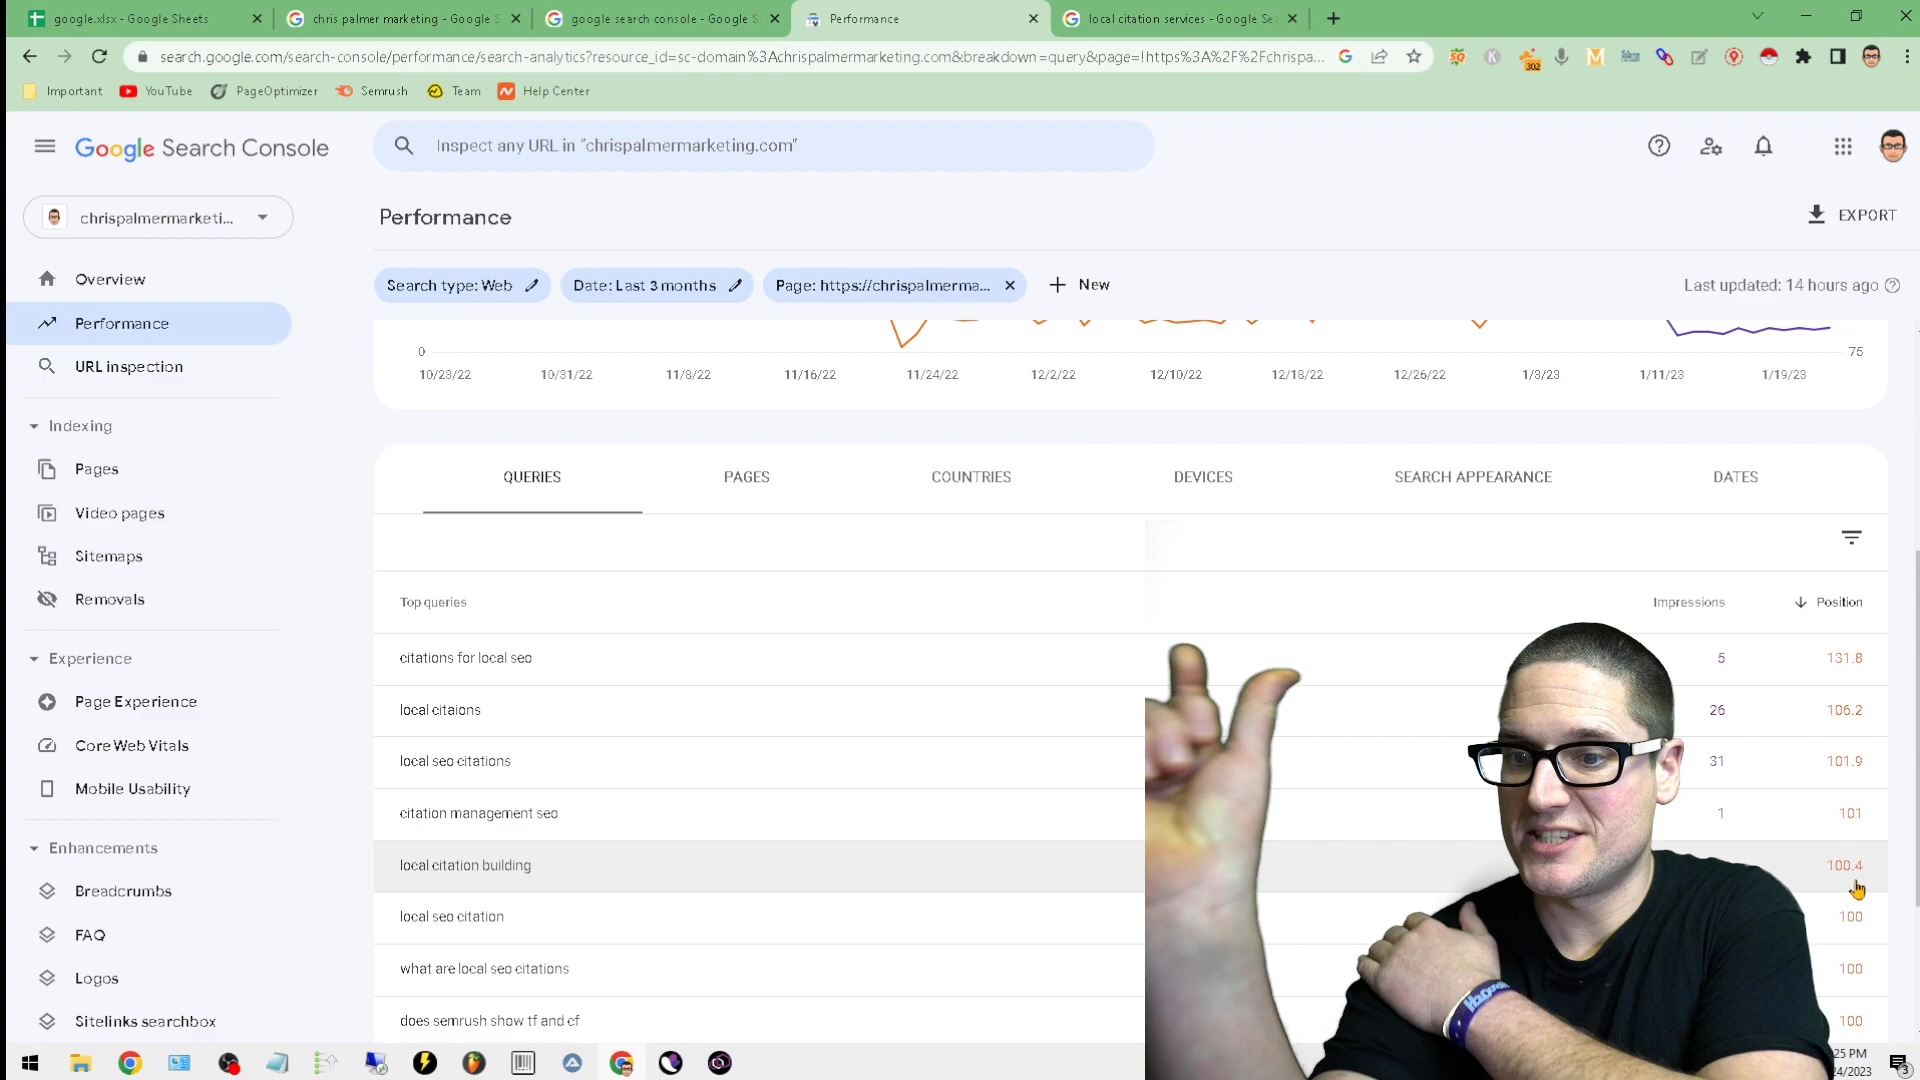 google.xlsx - Google Sheets
chris palmer marketing - Google S
google search console - Google S
Performance
local citation services - Google Sea
search.google.com/search-console/performance/search-analytics?resource_id=sc-domain%3Achrispalmermarketing.com&breakdown=query&page=!https%3A%2F%2Fchrispa...
302
Important
YouTube
PageOptimizer
Semrush
Team
Help Center
Google Search Console
Inspect any URL in "chrispalmermarketing.com"
chrispalmermarketi...
Performance
EXPORT
Search type: Web
Date: Last 3 months
Page: https://chrispalmerma...
New
Last updated: 14 hours ago
Overview
Performance
URL inspection
Indexing
Pages
Video pages
Sitemaps
Removals
Experience
Page Experience
Core Web Vitals
Mobile Usability
Enhancements
Breadcrumbs
FAQ
Logos
Sitelinks searchbox
0
75
10/23/22 10/31/22 11/8/22 11/16/22 11/24/22 12/2/22 12/10/22 12/18/22 12/26/22 1/3/23 1/11/23 1/19/23
QUERIES PAGES COUNTRIES DEVICES SEARCH APPEARANCE DATES
Top queries Impressions Position
citations for local seo 5 131.8
local citaions 26 106.2
local seo citations 31 101.9
citation management seo 1 101
local citation building 100.4
local seo citation 100
what are local seo citations 100
does semrush show tf and cf 100
25 PM
24/2023
3